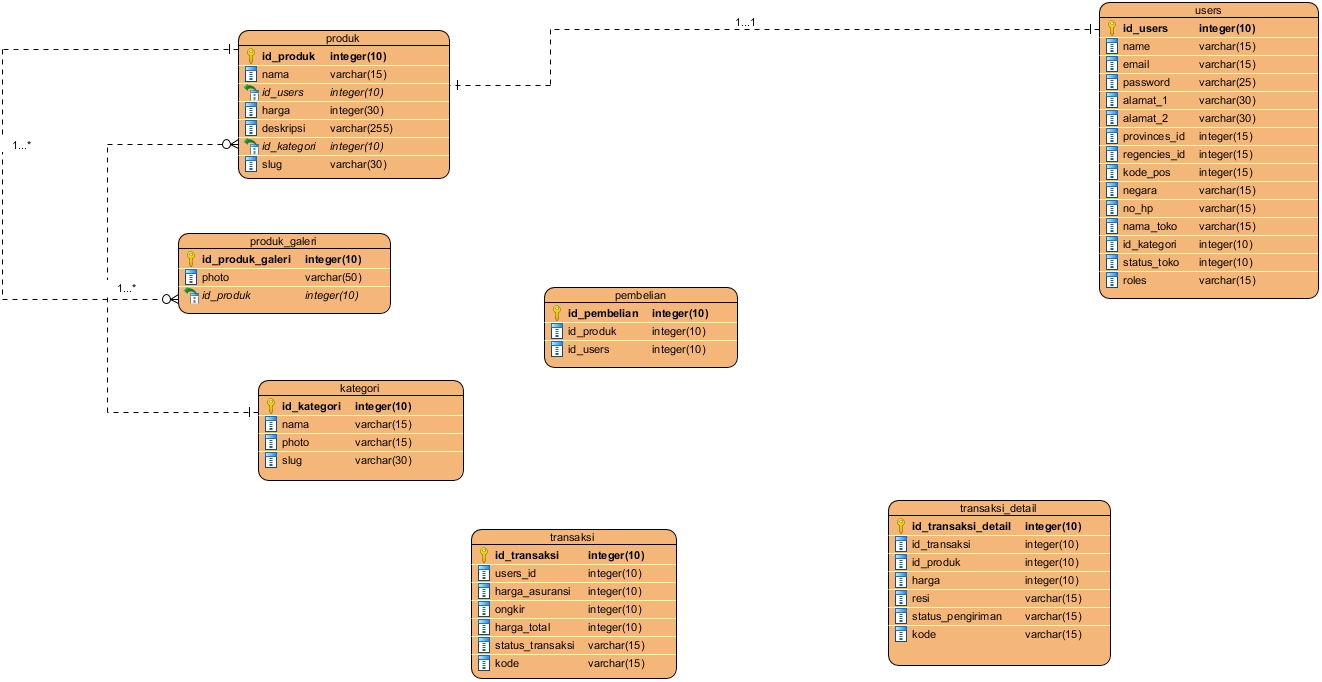 produk
id_produk integer(10)
nama varchar(15)
id_users integer(10)
harga integer(30)
deskripsi varchar(255)
id_kategori integer(10)
slug varchar(30)
1...1
users
id_users integer(10)
name varchar(15)
email varchar(15)
password varchar(25)
alamat_1 varchar(30)
alamat_2 varchar(30)
provinces_id integer(15)
regencies_id integer(15)
kode_pos integer(15)
negara varchar(15)
no_hp varchar(15)
nama_toko varchar(15)
id_kategori integer(10)
status_toko integer(10)
roles varchar(15)
1...*
produk_galeri
id_produk_galeri integer(10)
photo varchar(50)
id_produk integer(10)
1...*
pembelian
id_pembelian integer(10)
id_produk integer(10)
id_users integer(10)
kategori
id_kategori integer(10)
nama varchar(15)
photo varchar(15)
slug varchar(30)
transaksi
id_transaksi integer(10)
users_id integer(10)
harga_asuransi integer(10)
ongkir integer(10)
harga_total integer(10)
status_transaksi varchar(15)
kode varchar(15)
transaksi_detail
id_transaksi_detail integer(10)
id_transaksi integer(10)
id_produk integer(10)
harga integer(10)
resi varchar(15)
status_pengiriman varchar(15)
kode varchar(15)